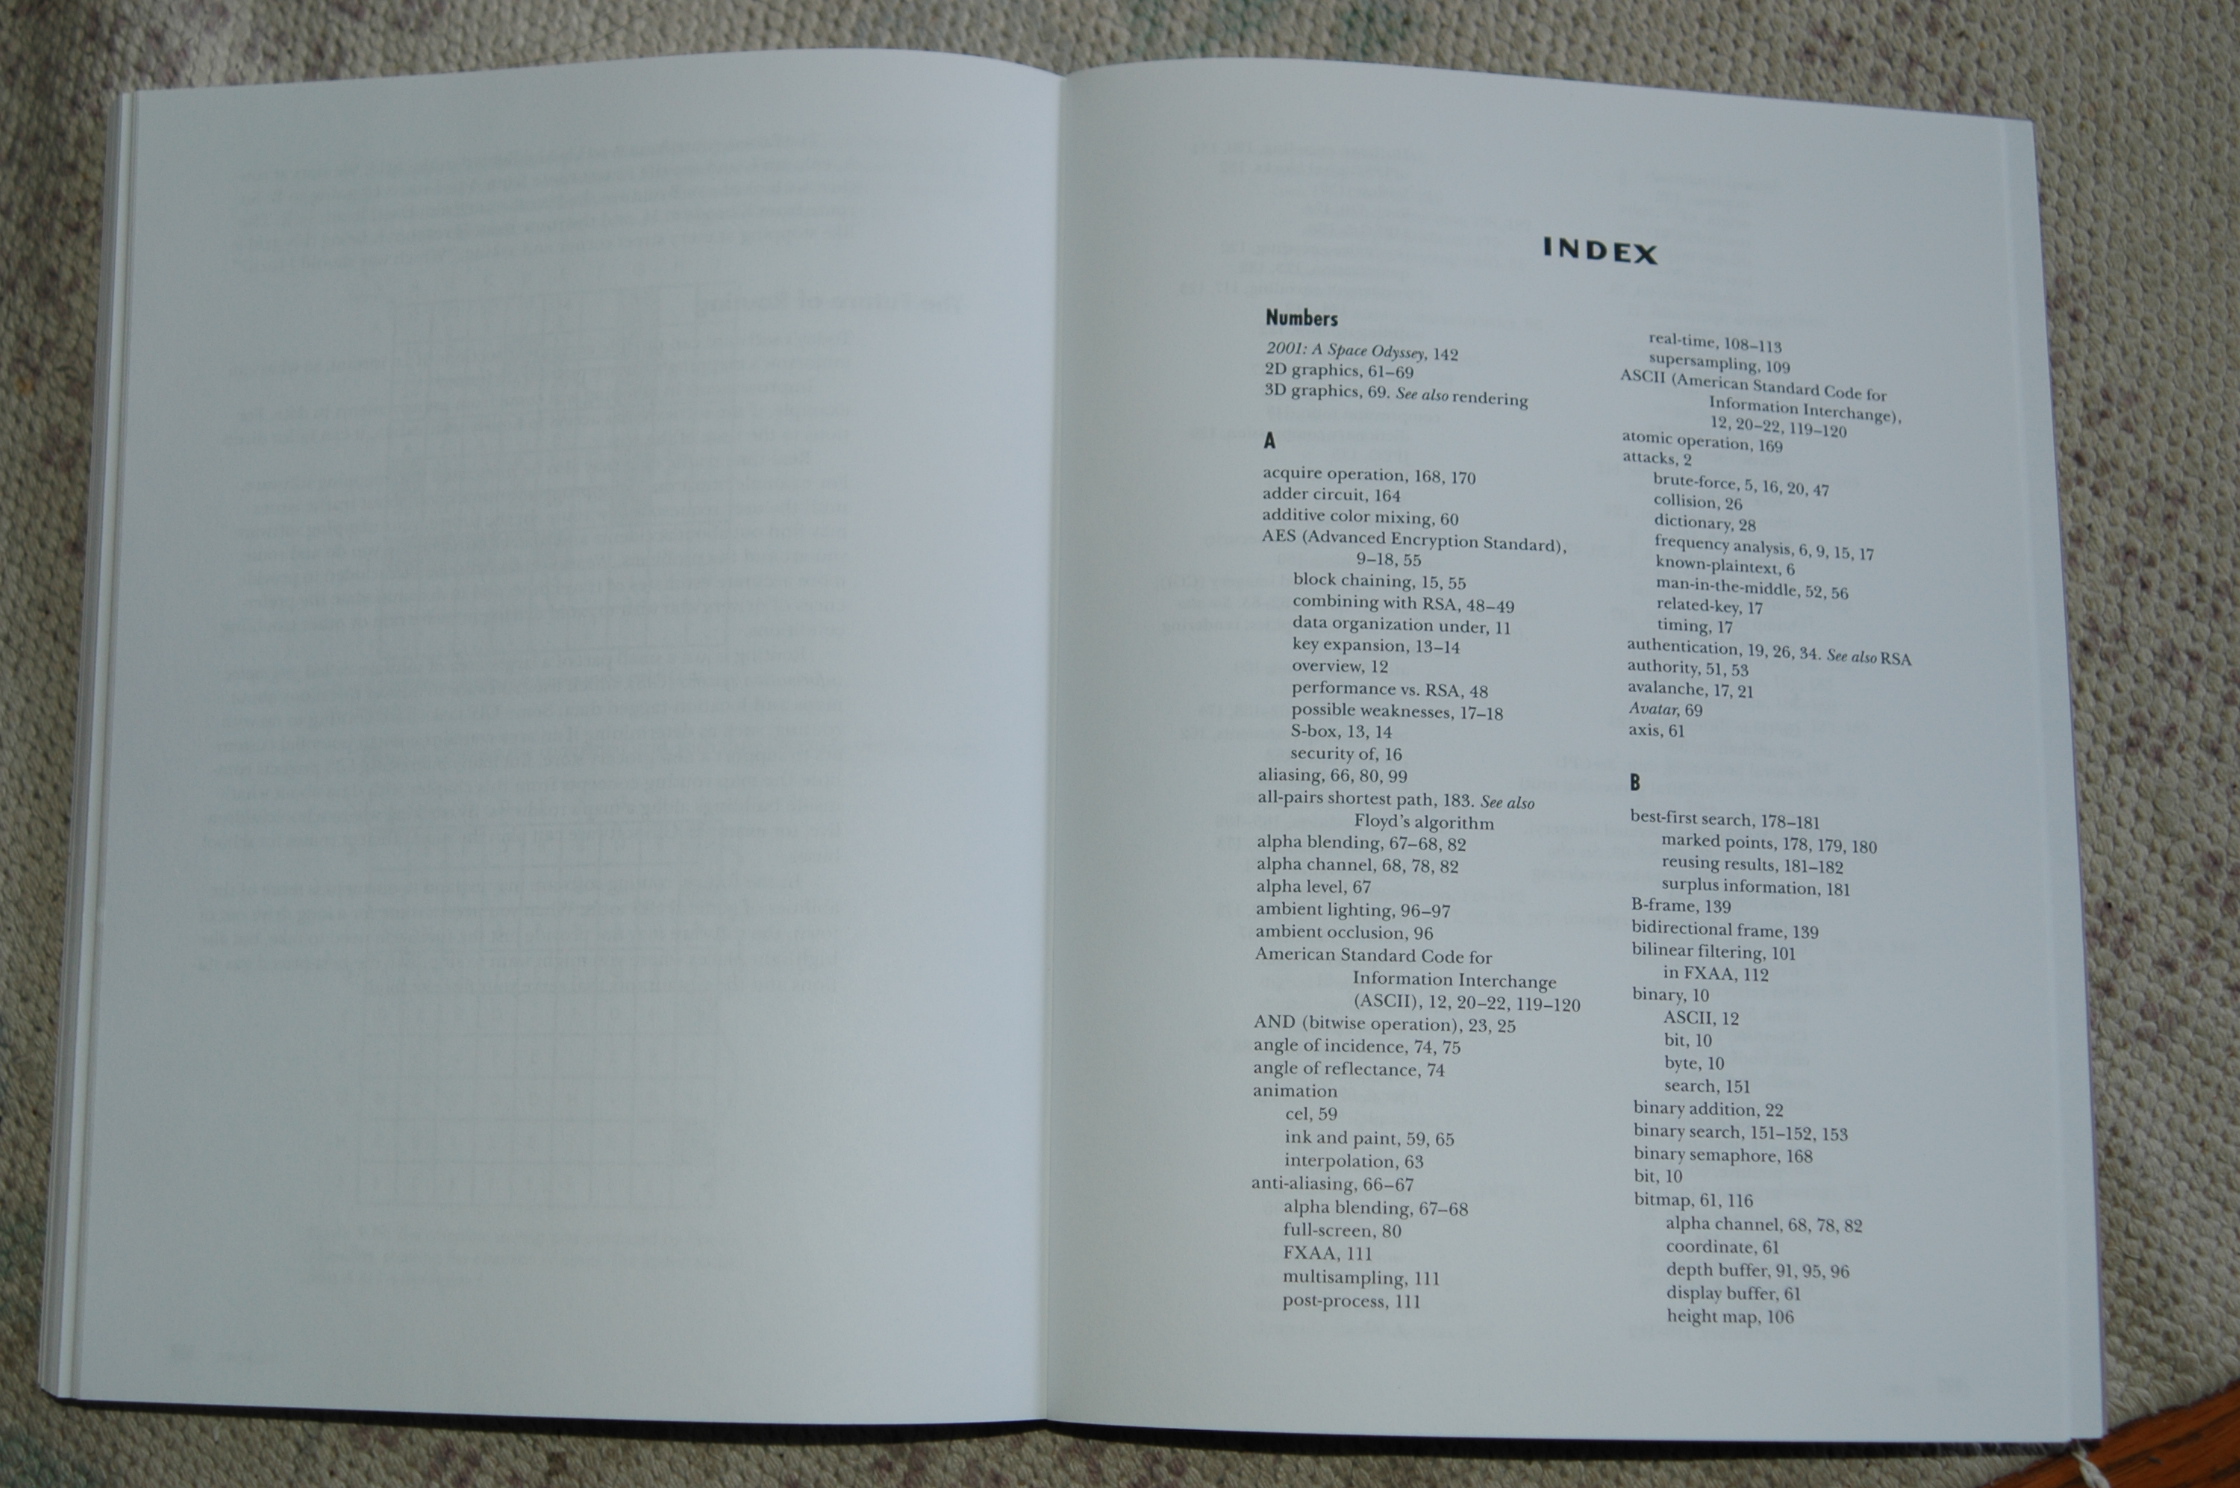 INDEX
Numbers
2001: A Space Odyssey, 142
2D graphics, 61–69
3D graphics, 69. See also rendering
A
acquire operation, 168, 170
adder circuit, 164
additive color mixing, 60
AES (Advanced Encryption Standard),
9–18, 55
block chaining, 15, 55
combining with RSA, 48–49
data organization under, 11
key expansion, 13–14
overview, 12
performance vs. RSA, 48
possible weaknesses, 17–18
S-box, 13, 14
security of, 16
aliasing, 66, 80, 99
all-pairs shortest path, 183. See also
Floyd's algorithm
alpha blending, 67–68, 82
alpha channel, 68, 78, 82
alpha level, 67
ambient lighting, 96–97
ambient occlusion, 96
American Standard Code for
Information Interchange
(ASCII), 12, 20–22, 119–120
AND (bitwise operation), 23, 25
angle of incidence, 74, 75
angle of reflectance, 74
animation
cel, 59
ink and paint, 59, 65
interpolation, 63
anti-aliasing, 66–67
alpha blending, 67–68
full-screen, 80
FXAA, 111
multisampling, 111
post-process, 111
real-time, 108–113
supersampling, 109
ASCII (American Standard Code for
Information Interchange),
12, 20–22, 119–120
atomic operation, 169
attacks, 2
brute-force, 5, 16, 20, 47
collision, 26
dictionary, 28
frequency analysis, 6, 9, 15, 17
known-plaintext, 6
man-in-the-middle, 52, 56
related-key, 17
timing, 17
authentication, 19, 26, 34. See also RSA
authority, 51, 53
avalanche, 17, 21
Avatar, 69
axis, 61
B
best-first search, 178–181
marked points, 178, 179, 180
reusing results, 181–182
surplus information, 181
B-frame, 139
bidirectional frame, 139
bilinear filtering, 101
in FXAA, 112
binary, 10
ASCII, 12
bit, 10
byte, 10
search, 151
binary addition, 22
binary search, 151–152, 153
binary semaphore, 168
bit, 10
bitmap, 61, 116
alpha channel, 68, 78, 82
coordinate, 61
depth buffer, 91, 95, 96
display buffer, 61
height map, 106